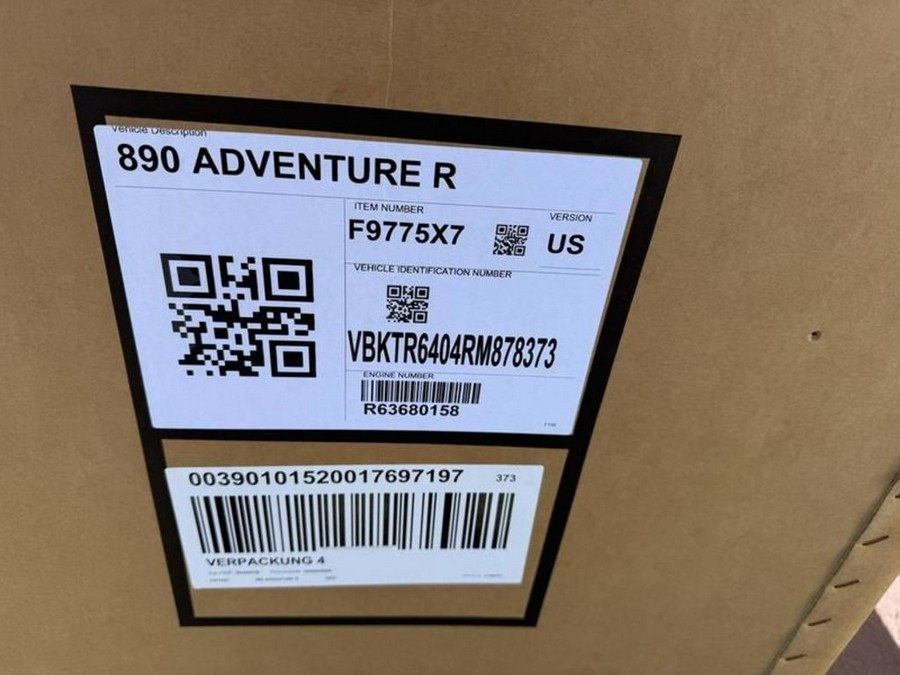 Vehicle Description
890 ADVENTURE R
ITEM NUMBER
F9775X7
VERSION
US
VEHICLE IDENTIFICATION NUMBER
VBKTR6404RM878373
ENGINE NUMBER
R63680158
00390101520017697197
373
VERPACKUNG 4